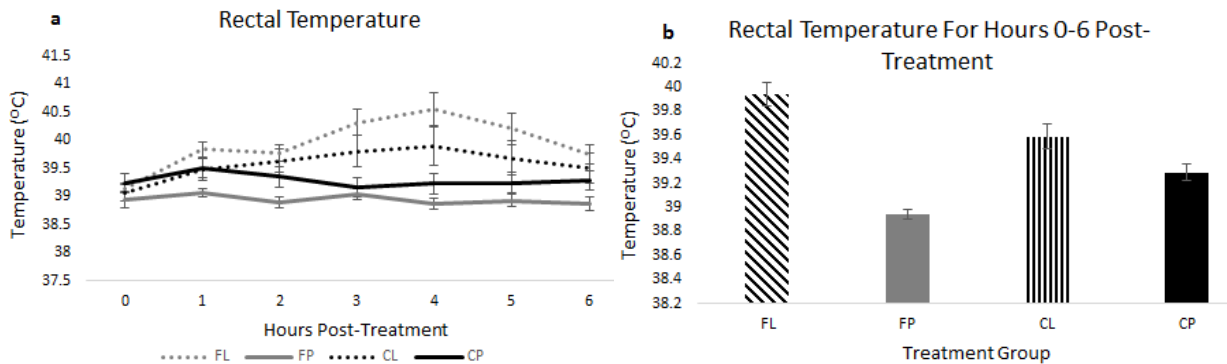 a
Rectal Temperature
41.5
41
40.5
40
39.5
39
38.5
38
37.5
Temperature (ᴼC)
0 1 2 3 4 5 6
Hours Post-Treatment
FL FP CL CP
b
Rectal Temperature For Hours 0-6 Post-
Treatment
40.2
40
39.8
39.6
39.4
39.2
39
38.8
38.6
38.4
38.2
Temperature (ᴼC)
FL FP CL CP
Treatment Group